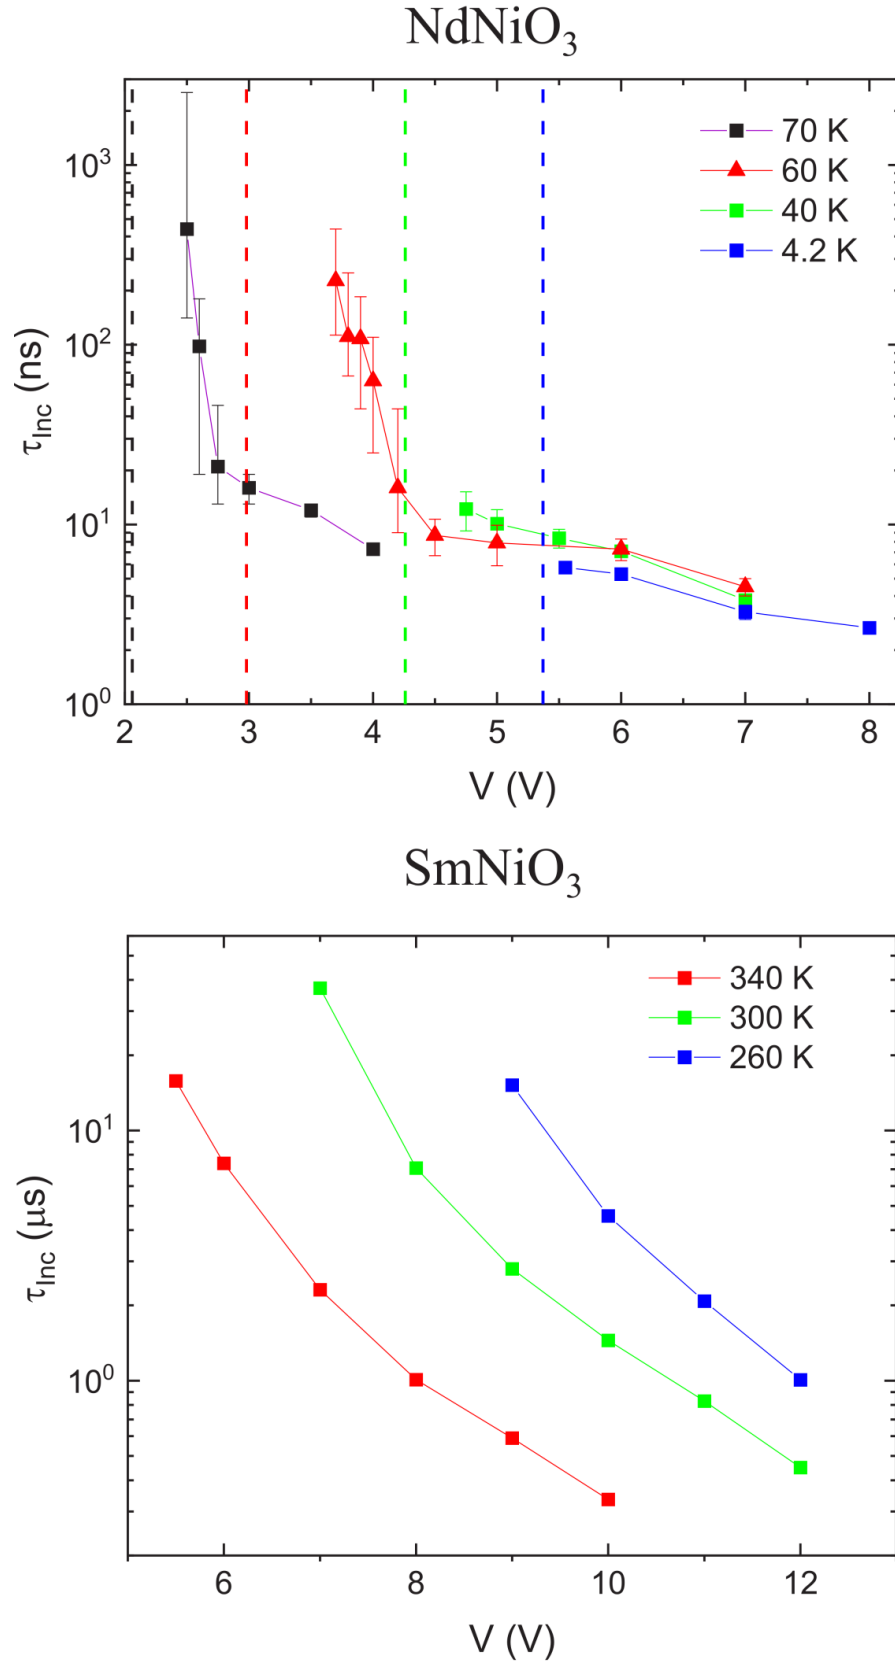 NdNiO₃
70 K
60 K
40 K
4.2 K
10³
10²
10¹
10⁰
τInc (ns)
2 3 4 5 6 7 8
V (V)
SmNiO₃
340 K
300 K
260 K
10¹
10⁰
τInc (μs)
6 8 10 12
V (V)